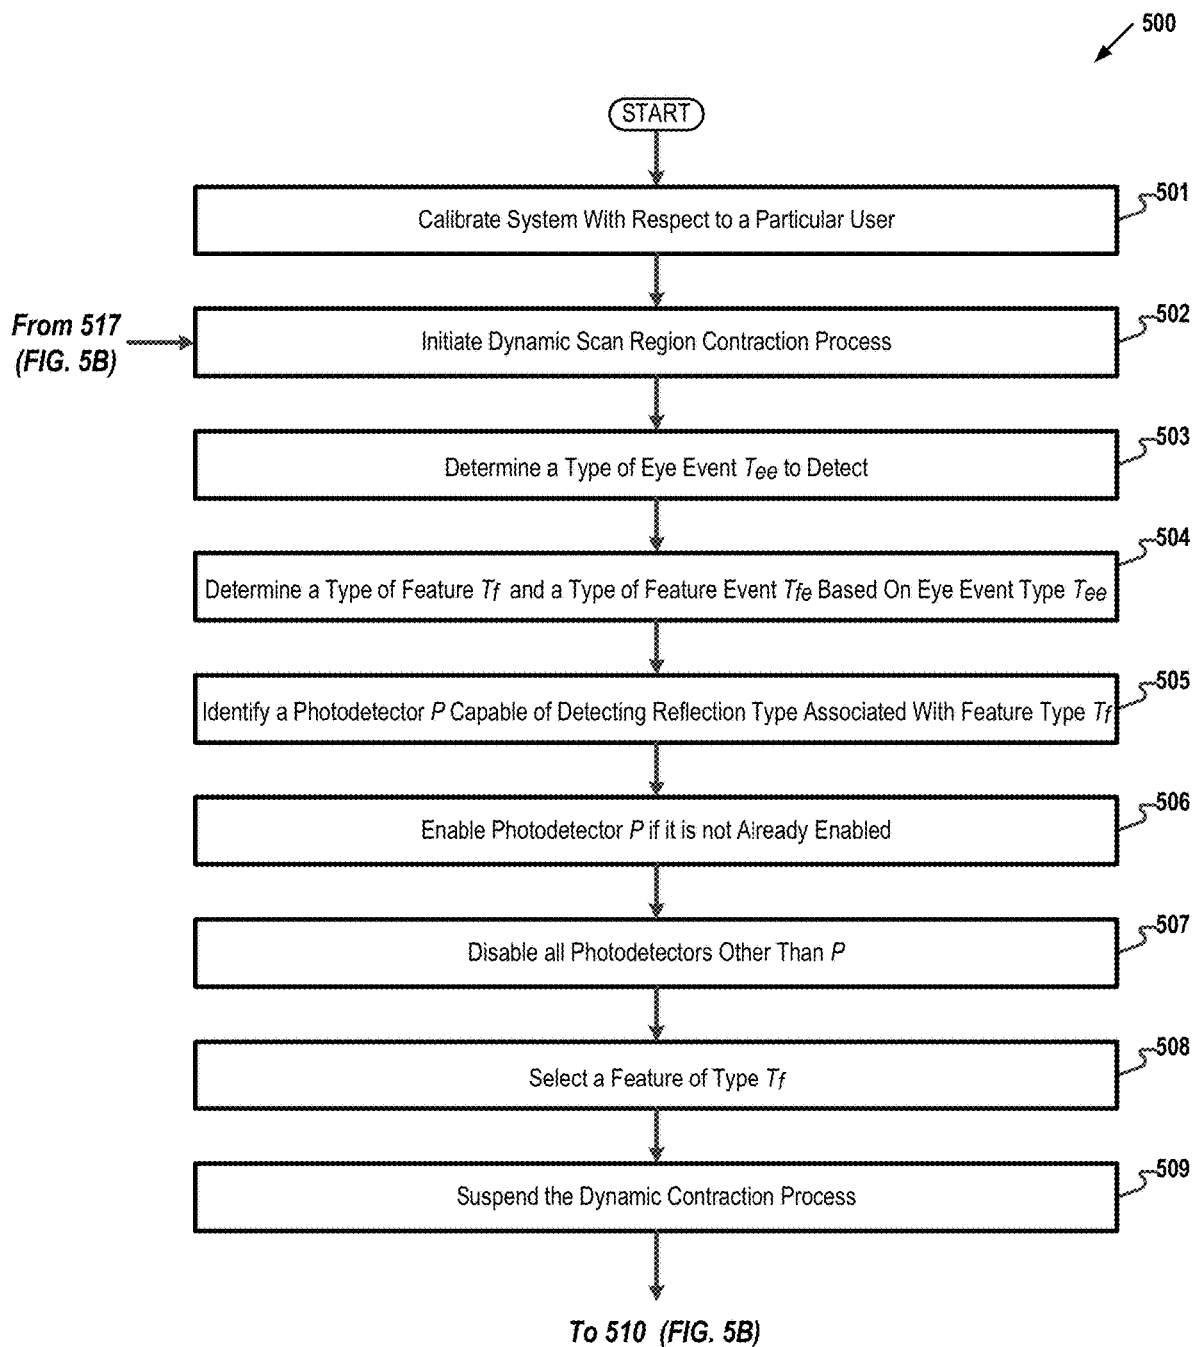 500
START
501
Calibrate System With Respect to a Particular User
From 517
(FIG. 5B)
502
Initiate Dynamic Scan Region Contraction Process
503
Determine a Type of Eye Event Tee to Detect
504
Determine a Type of Feature Tf and a Type of Feature Event Tfe Based On Eye Event Type Tee
505
Identify a Photodetector P Capable of Detecting Reflection Type Associated With Feature Type Tf
506
Enable Photodetector P if it is not Already Enabled
507
Disable all Photodetectors Other Than P
508
Select a Feature of Type Tf
509
Suspend the Dynamic Contraction Process
To 510 (FIG. 5B)